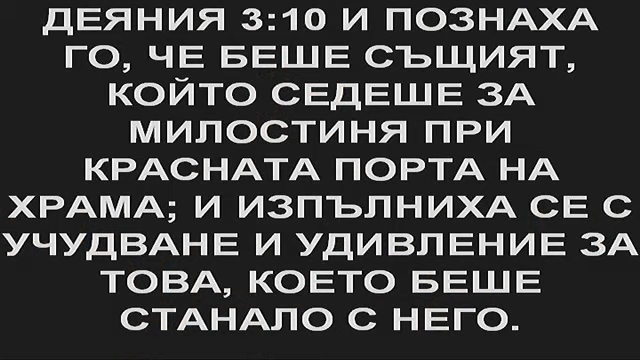 ДЕЯНИЯ 3:10 И ПОЗНАХА
ГО, ЧЕ БЕШЕ СЪЩИЯТ,
КОЙТО СЕДЕШЕ ЗА
МИЛОСТИНЯ ПРИ
КРАСНАТА ПОРТА НА
ХРАМА; И ИЗПЪЛНИХА СЕ С
УЧУДВАНЕ И УДИВЛЕНИЕ ЗА
ТОВА, КОЕТО БЕШЕ
СТАНАЛО С НЕГО.